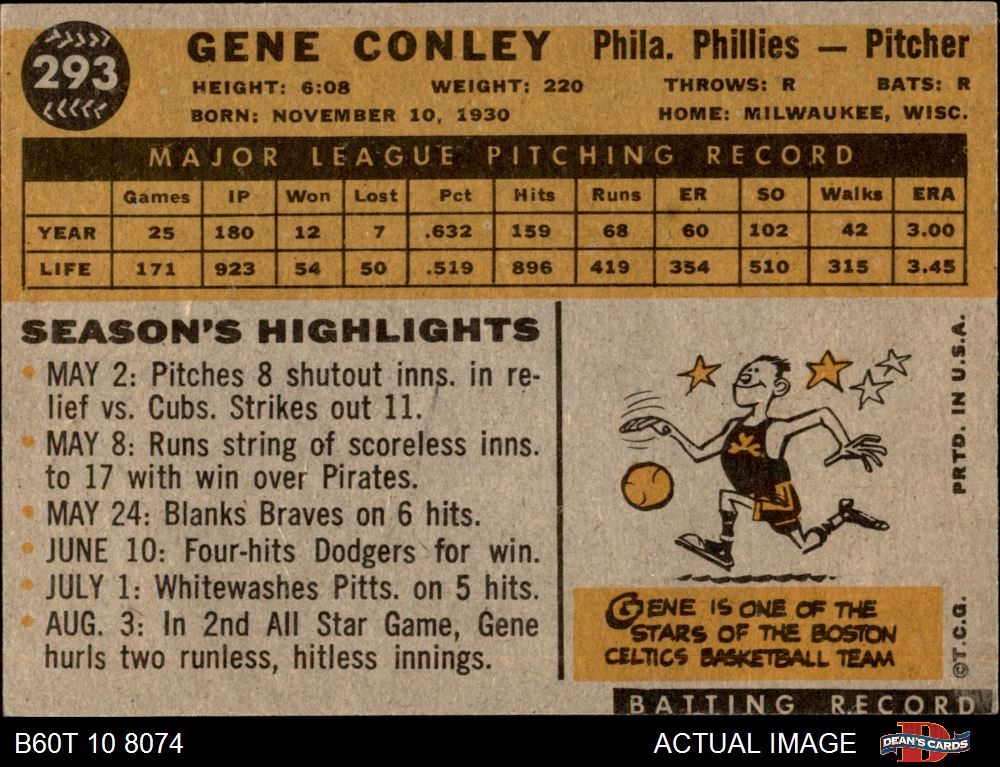 293
GENE CONLEY Phila. Phillies — Pitcher
HEIGHT: 6:08 WEIGHT: 220 THROWS: R BATS: R
BORN: NOVEMBER 10, 1930 HOME: MILWAUKEE, WISC.
MAJOR LEAGUE PITCHING RECORD
Games IP Won Lost Pct Hits Runs ER SO Walks ERA
YEAR 25 180 12 7 .632 159 68 60 102 42 3.00
LIFE 171 923 54 50 .519 896 419 354 510 315 3.45
SEASON'S HIGHLIGHTS
• MAY 2: Pitches 8 shutout inns. in re-
lief vs. Cubs. Strikes out 11.
• MAY 8: Runs string of scoreless inns.
to 17 with win over Pirates.
• MAY 24: Blanks Braves on 6 hits.
• JUNE 10: Four-hits Dodgers for win.
• JULY 1: Whitewashes Pitts. on 5 hits.
• AUG. 3: In 2nd All Star Game, Gene
hurls two runless, hitless innings.
GENE IS ONE OF THE
STARS OF THE BOSTON
CELTICS BASKETBALL TEAM
©T.C.G. PRTD. IN U.S.A.
BATTING RECORD
B60T 10 8074 ACTUAL IMAGE DEAN'S CARDS